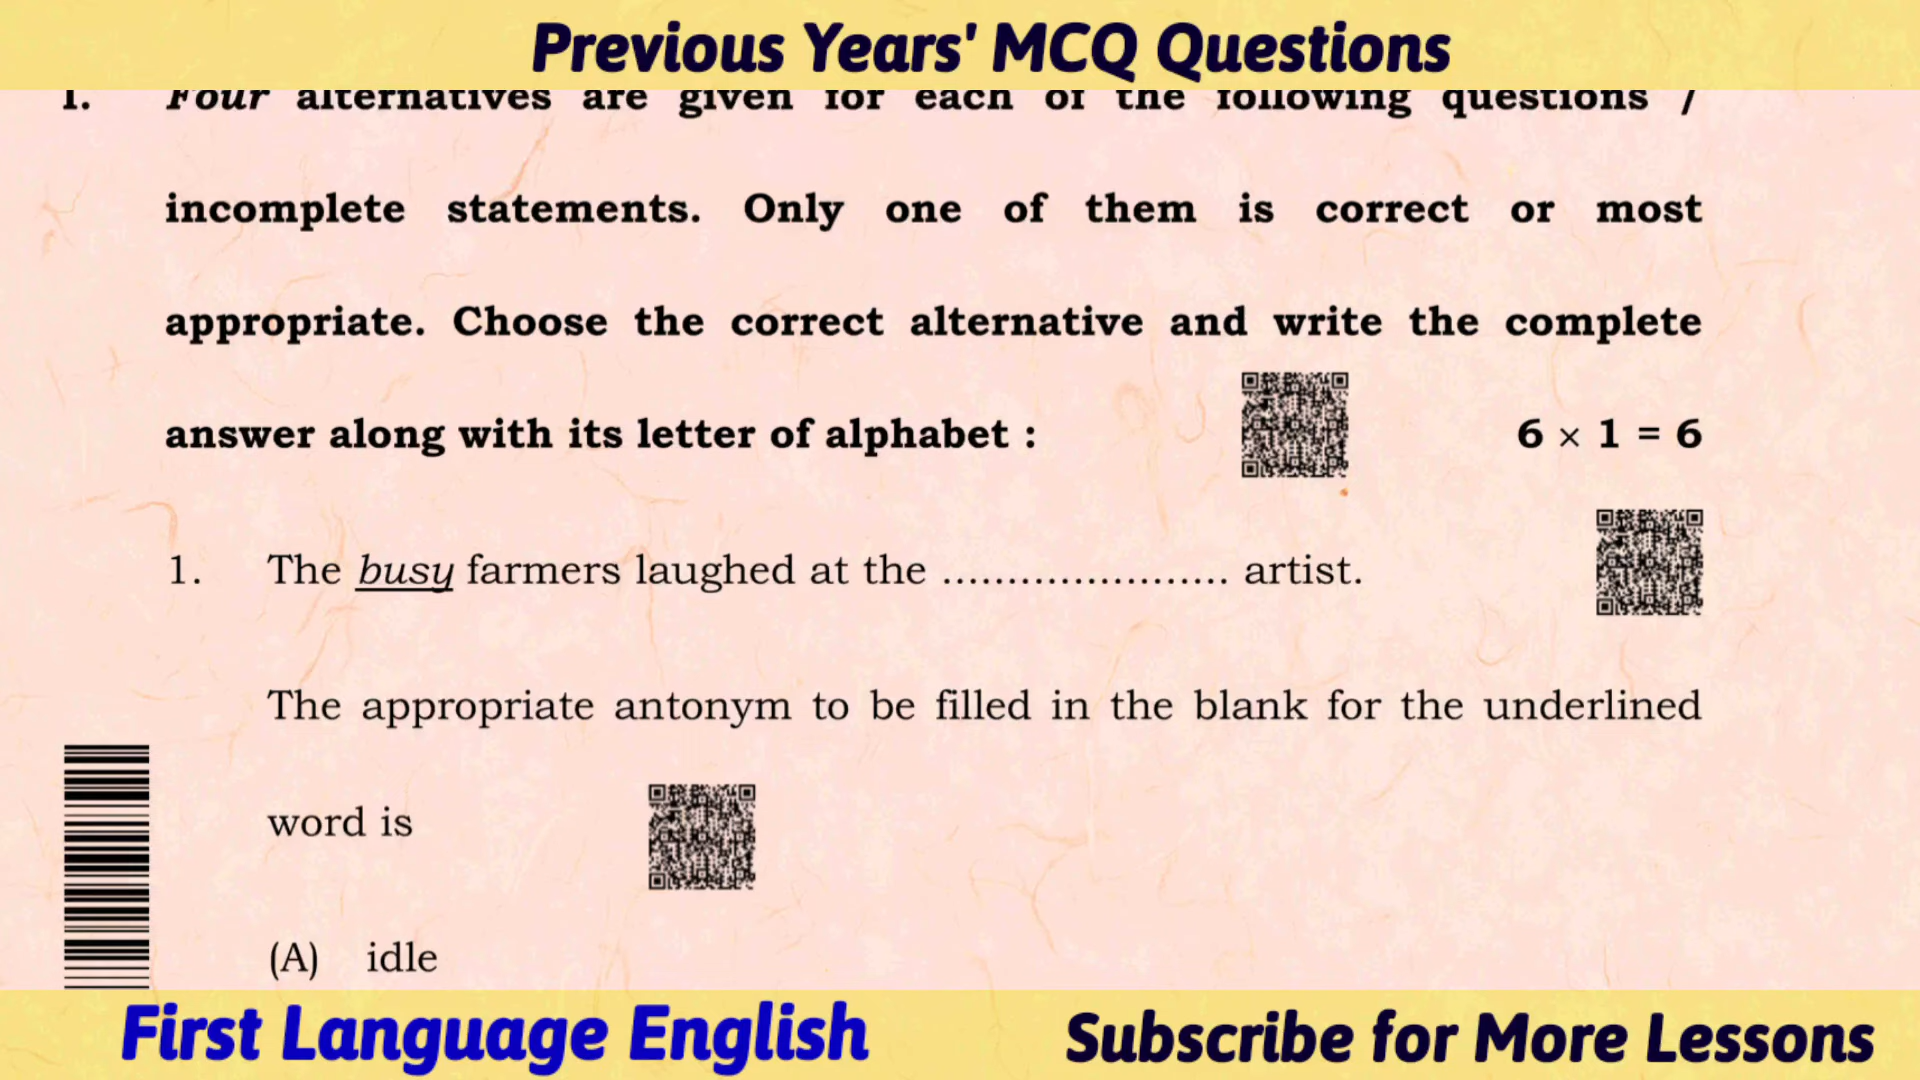 Previous Years' MCQ Questions
I. Four alternatives are given for each of the following questions /
incomplete statements. Only one of them is correct or most
appropriate. Choose the correct alternative and write the complete
answer along with its letter of alphabet : 6 × 1 = 6
1. The busy farmers laughed at the ...................... artist.
The appropriate antonym to be filled in the blank for the underlined
word is
(A) idle
First Language English
Subscribe for More Lessons